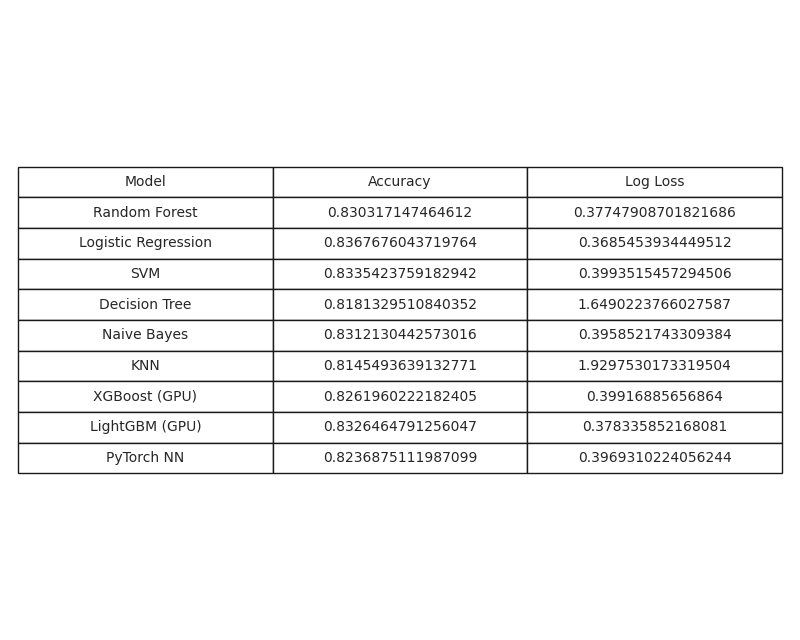 Model Accuracy Log Loss
Random Forest 0.830317147464612 0.37747908701821686
Logistic Regression 0.8367676043719764 0.3685453934449512
SVM 0.8335423759182942 0.3993515457294506
Decision Tree 0.8181329510840352 1.6490223766027587
Naive Bayes 0.8312130442573016 0.3958521743309384
KNN 0.8145493639132771 1.9297530173319504
XGBoost (GPU) 0.8261960222182405 0.39916885656864
LightGBM (GPU) 0.8326464791256047 0.378335852168081
PyTorch NN 0.8236875111987099 0.3969310224056244